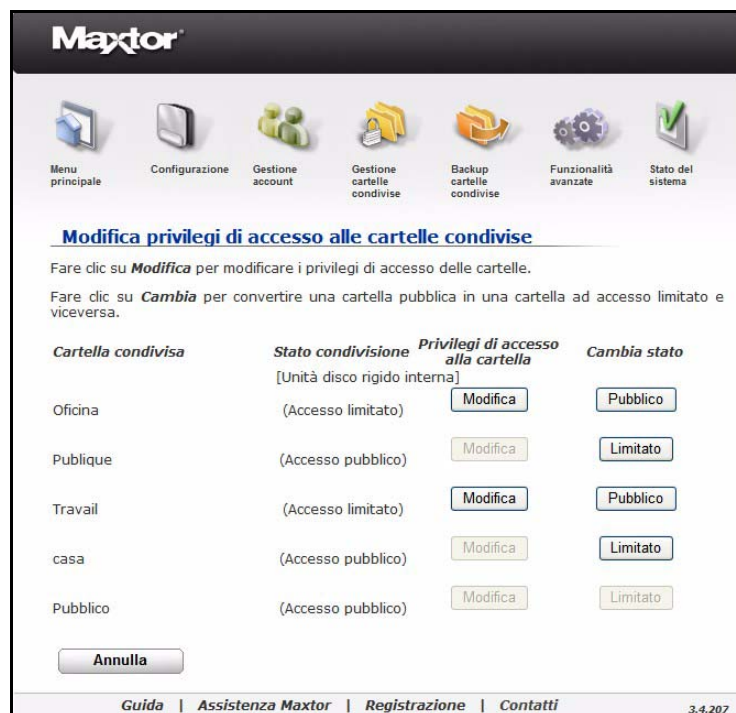 Maxtor
Menu principale
Configurazione
Gestione account
Gestione cartelle condivise
Backup cartelle condivise
Funzionalità avanzate
Stato del sistema
Modifica privilegi di accesso alle cartelle condivise
Fare clic su Modifica per modificare i privilegi di accesso delle cartelle.
Fare clic su Cambia per convertire una cartella pubblica in una cartella ad accesso limitato e
viceversa.
Cartella condivisa Stato condivisione Privilegi di accesso alla cartella Cambia stato
[Unità disco rigido interna]
Oficina (Accesso limitato) Modifica Pubblico
Publique (Accesso pubblico) Modifica Limitato
Travail (Accesso limitato) Modifica Pubblico
casa (Accesso pubblico) Modifica Limitato
Pubblico (Accesso pubblico) Modifica Limitato
Annulla
Guida | Assistenza Maxtor | Registrazione | Contatti 3.4.207